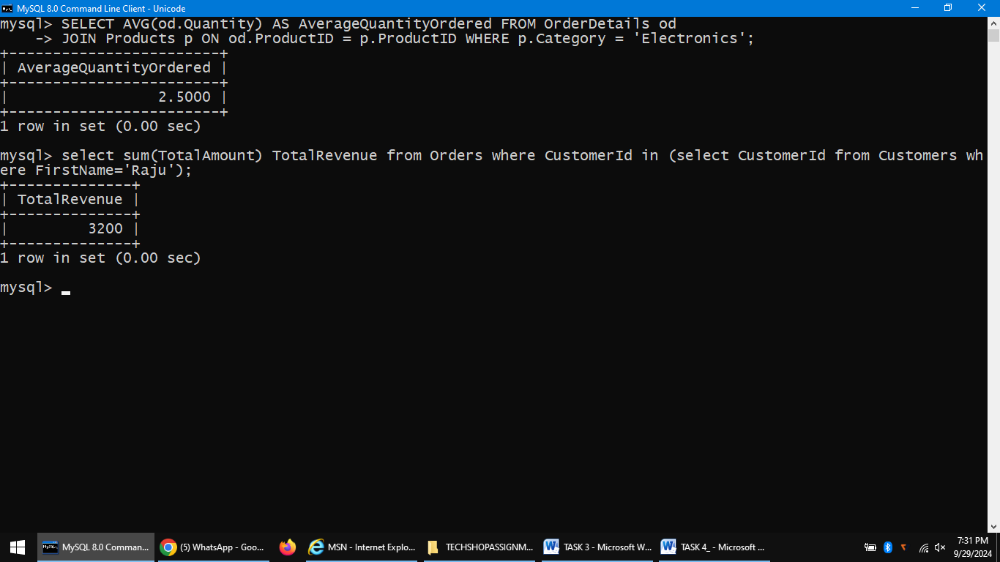 MySQL 8.0 Command Line Client - Unicode
mysql> SELECT AVG(od.Quantity) AS AverageQuantityOrdered FROM OrderDetails od
    -> JOIN Products p ON od.ProductID = p.ProductID WHERE p.Category = 'Electronics';
+------------------------+
| AverageQuantityOrdered |
+------------------------+
|                 2.5000 |
+------------------------+
1 row in set (0.00 sec)
mysql> select sum(TotalAmount) TotalRevenue from Orders where CustomerId in (select CustomerId from Customers wh
ere FirstName='Raju');
+--------------+
| TotalRevenue |
+--------------+
|         3200 |
+--------------+
1 row in set (0.00 sec)
mysql>
MySQL 8.0 Comman...
(5) WhatsApp - Goo...
MSN - Internet Explo...
TECHSHOPASSIGNM...
TASK 3 - Microsoft W...
TASK 4_ - Microsoft ...
7:31 PM
9/29/2024